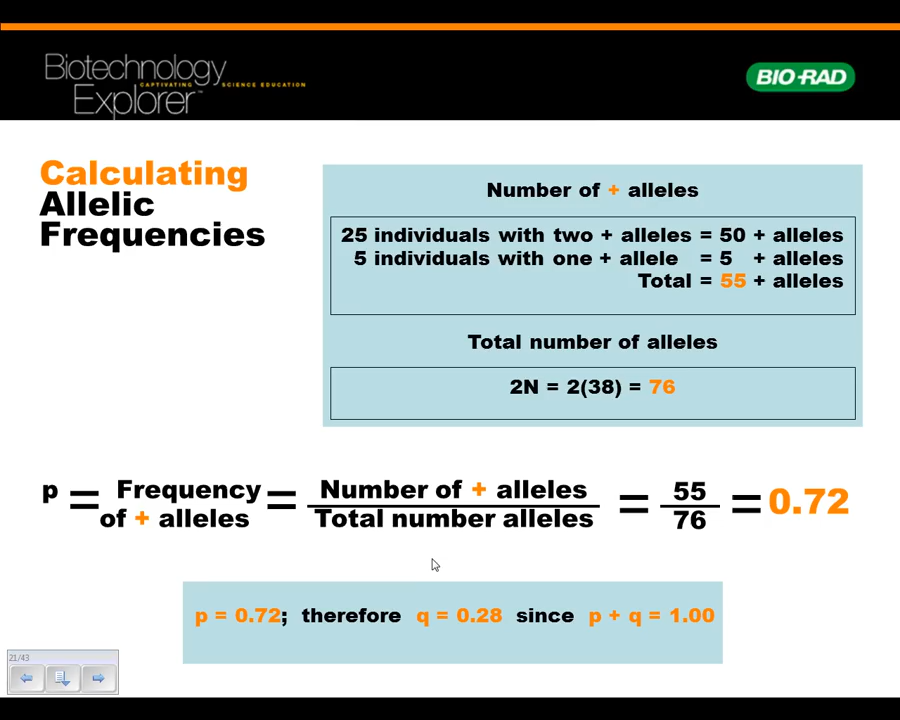 Biotechnology
CAPTIVATING SCIENCE EDUCATION
Explorer™
BIO-RAD
Calculating
Allelic
Frequencies
Number of + alleles
25 individuals with two + alleles = 50 + alleles
5 individuals with one + allele = 5 + alleles
Total = 55 + alleles
Total number of alleles
2N = 2(38) = 76
p = Frequency of + alleles = Number of + alleles / Total number alleles = 55 / 76 = 0.72
p = 0.72; therefore q = 0.28 since p + q = 1.00
21/43